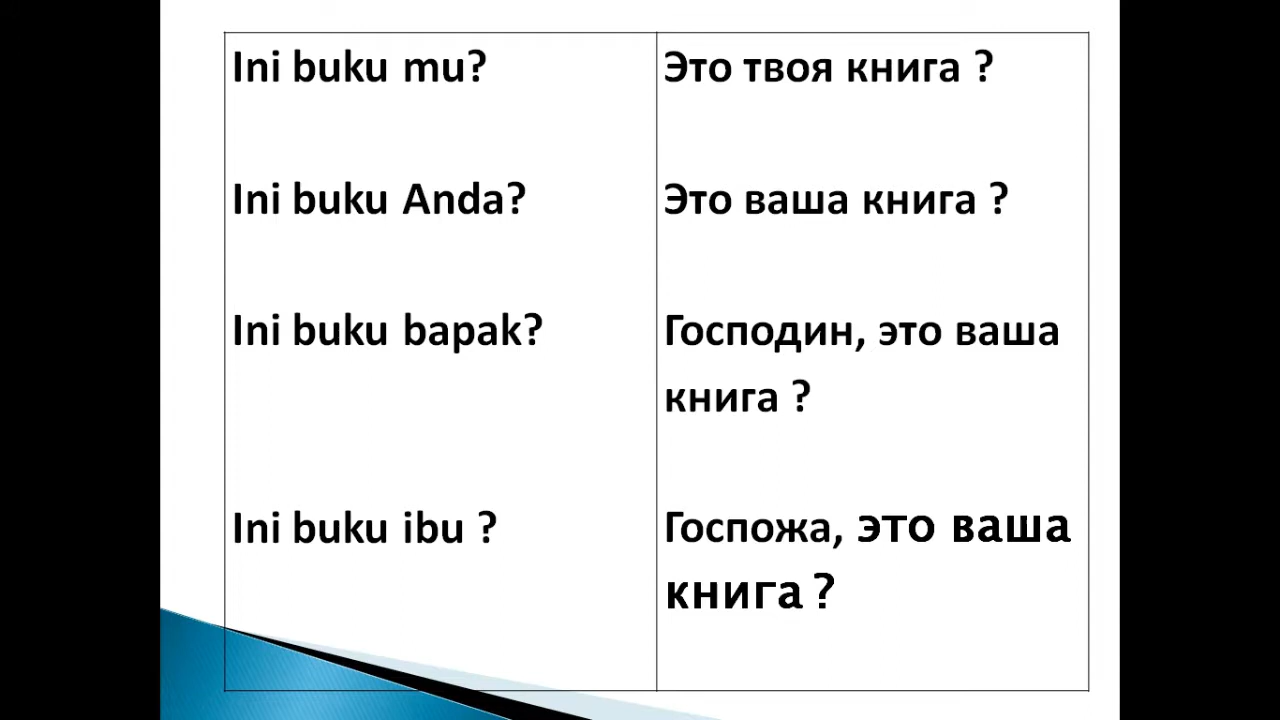 Ini buku mu?
Это твоя книга ?
Ini buku Anda?
Это ваша книга ?
Ini buku bapak?
Господин, это ваша
книга ?
Ini buku ibu ?
Госпожа, это ваша
книга ?